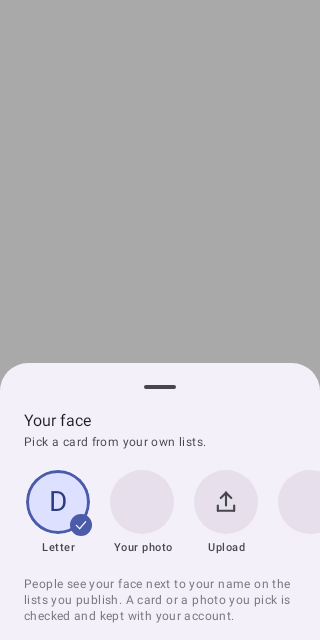 Your face
Pick a card from your own lists.
D
Letter
Your photo
Upload
People see your face next to your name on the
lists you publish. A card or a photo you pick is
checked and kept with your account.